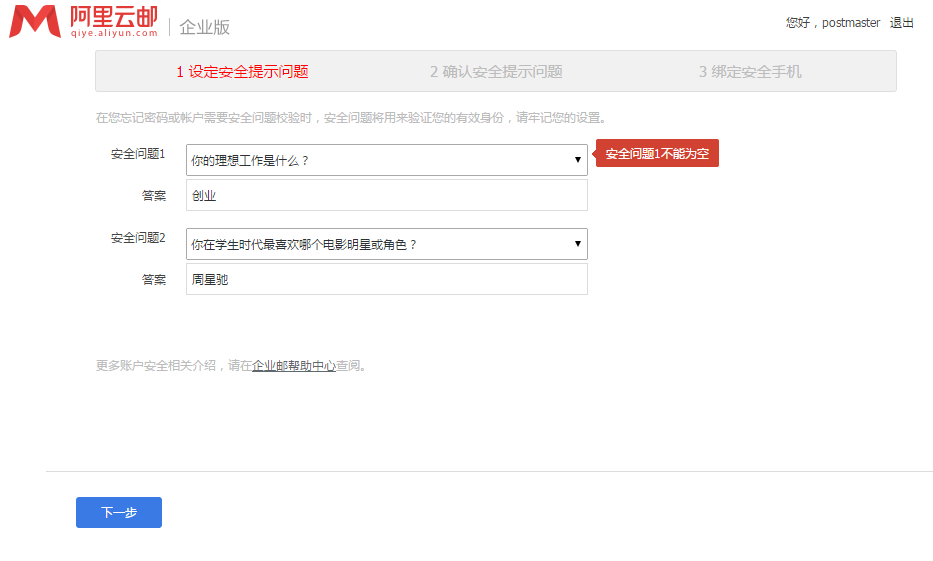 阿里云邮
qiye.aliyun.com
企业版
您好，postmaster 退出
1 设定安全提示问题 2 确认安全提示问题 3 绑定安全手机
在您忘记密码或帐户需要安全问题校验时，安全问题将用来验证您的有效身份，请牢记您的设置。
安全问题1 你的理想工作是什么？ 安全问题1不能为空
答案 创业
安全问题2 你在学生时代最喜欢哪个电影明星或角色？
答案 周星驰
更多账户安全相关介绍，请在企业邮帮助中心查阅。
下一步